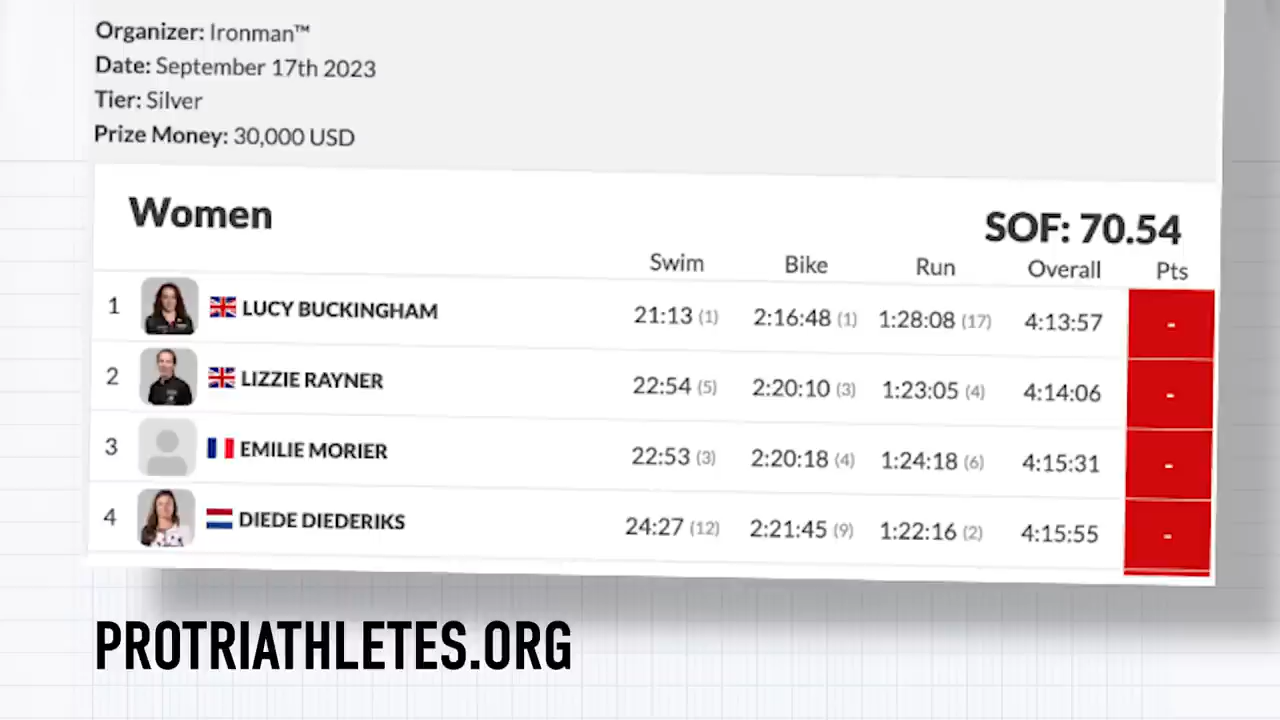 Organizer: Ironman™
Date: September 17th 2023
Tier: Silver
Prize Money: 30,000 USD
Women SOF: 70.54
Swim Bike Run Overall Pts
1 LUCY BUCKINGHAM 21:13 (1) 2:16:48 (1) 1:28:08 (17) 4:13:57 -
2 LIZZIE RAYNER 22:54 (5) 2:20:10 (3) 1:23:05 (4) 4:14:06 -
3 EMILIE MORIER 22:53 (3) 2:20:18 (4) 1:24:18 (6) 4:15:31 -
4 DIEDE DIEDERIKS 24:27 (12) 2:21:45 (9) 1:22:16 (2) 4:15:55 -
PROTRIATHLETES.ORG